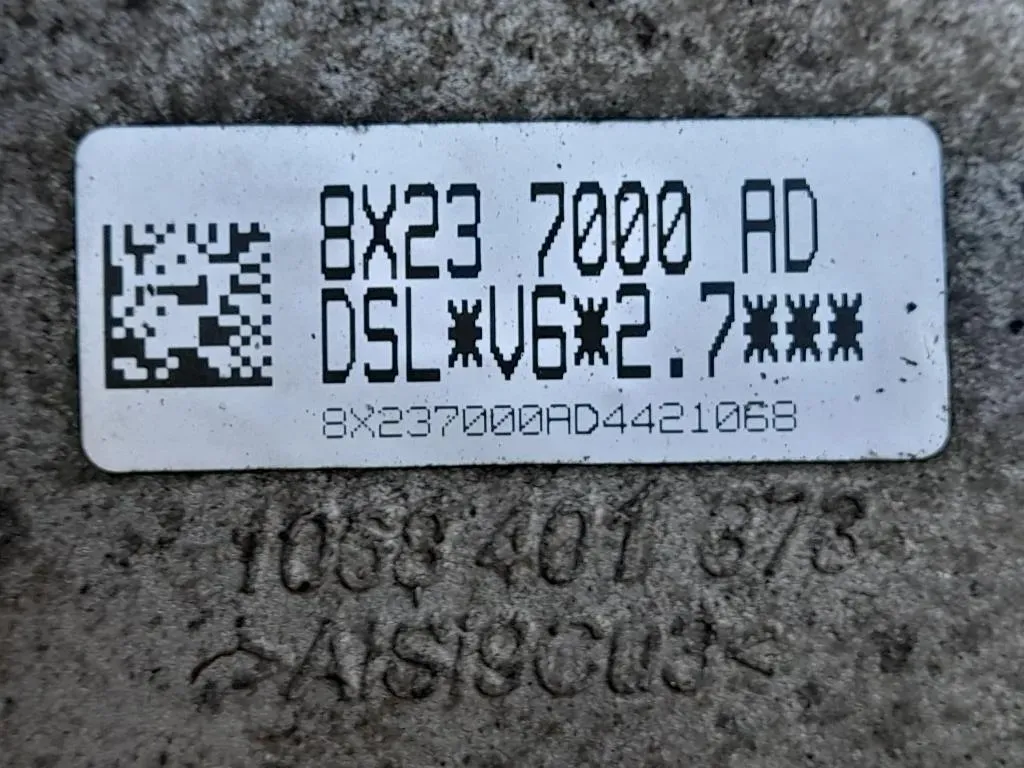 8X23 7000 AD
DSL*V6*2.7***
8X237000AD4421068
1068 401 373
>AlSi9Cu3<